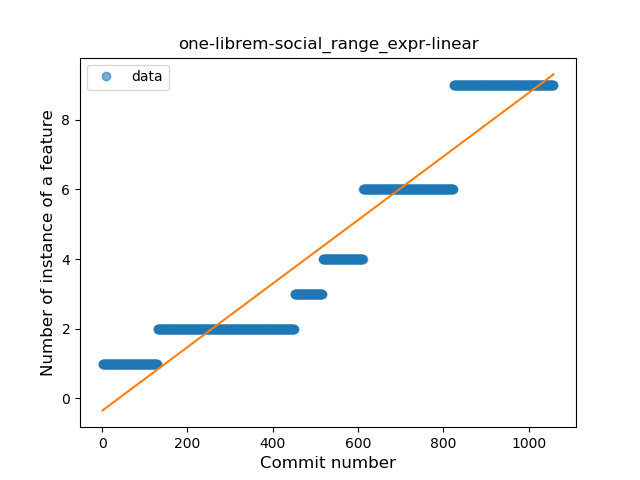 one-librem-social_range_expr-linear
data
Number of instance of a feature
8
6
4
2
0
0 200 400 600 800 1000
Commit number